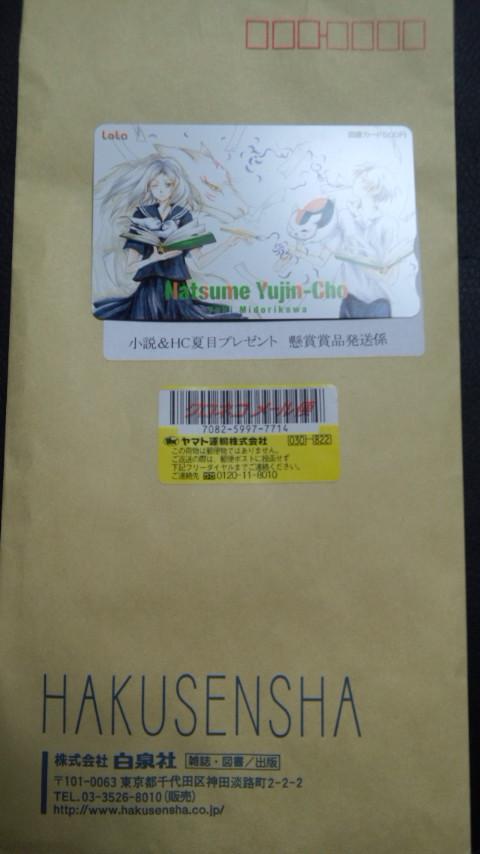 LaLa
図書カード500円
Natsume Yujin-Cho
Yuki Midorikawa
小説&HC夏目プレゼント 懸賞賞品発送係
クロネコメール便
7082-5997-7714
ヤマト運輸株式会社 (030)-(822)
この荷物は郵便物ではありません。
ご返送の際は、郵便ポストに投函せず
下記フリーダイヤルまでご連絡ください。
ご連絡先 0120-11-8010
HAKUSENSHA
株式会社 白泉社 雑誌・図書/出版
〒101-0063 東京都千代田区神田淡路町2-2-2
TEL.03-3526-8010(販売)
http://www.hakusensha.co.jp/